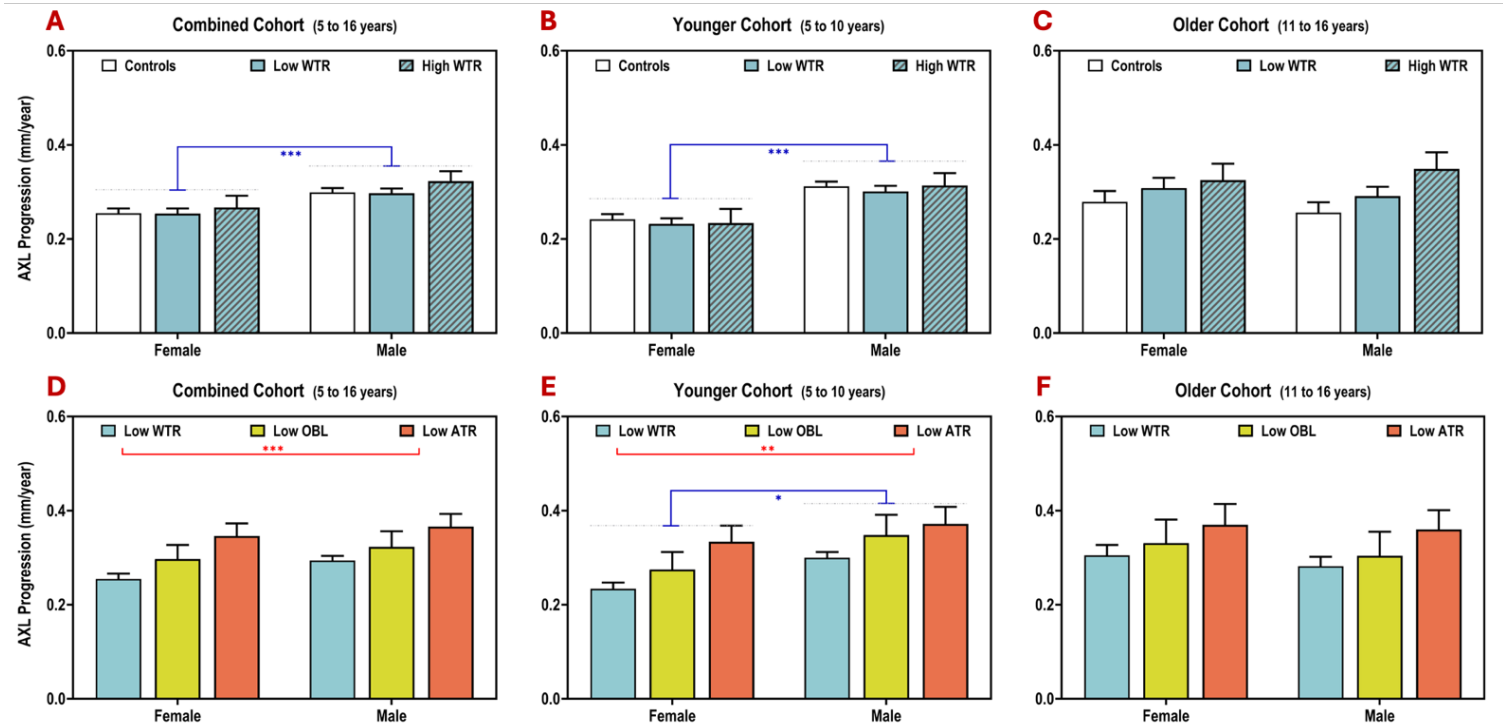 A
Combined Cohort (5 to 16 years)
AXL Progression (mm/year)
0.6
0.4
0.2
0.0
Controls
Low WTR
High WTR
***
Female
Male
B
Younger Cohort (5 to 10 years)
0.6
0.4
0.2
0.0
Controls
Low WTR
High WTR
***
Female
Male
C
Older Cohort (11 to 16 years)
0.6
0.4
0.2
0.0
Controls
Low WTR
High WTR
Female
Male
D
Combined Cohort (5 to 16 years)
AXL Progression (mm/year)
0.6
0.4
0.2
0.0
Low WTR
Low OBL
Low ATR
***
Female
Male
E
Younger Cohort (5 to 10 years)
0.6
0.4
0.2
0.0
Low WTR
Low OBL
Low ATR
**
*
Female
Male
F
Older Cohort (11 to 16 years)
0.6
0.4
0.2
0.0
Low WTR
Low OBL
Low ATR
Female
Male